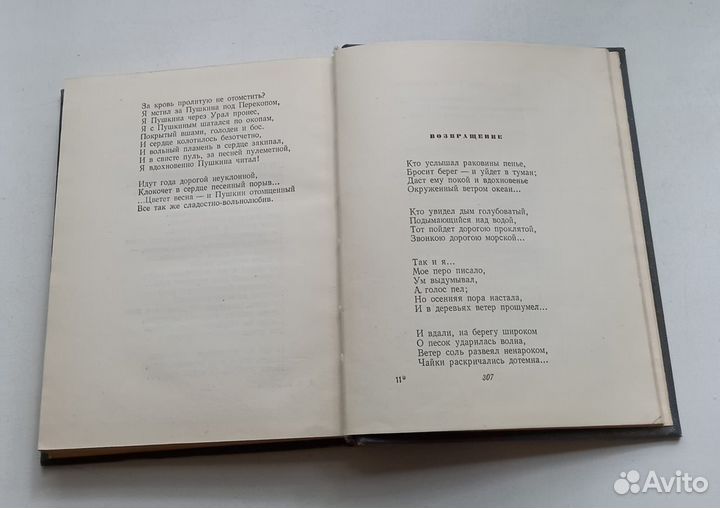 За кровь пролитую не отомстить?
Я мстил за Пушкина под Перекопом,
Я Пушкина через Урал пронес,
Я с Пушкиным шатался по окопам,
Покрытый вшами, голоден и бос.
И сердце колотилось безотчетно,
И вольный пламень в сердце закипал,
И в свисте пуль, за песней пулеметной,
Я вдохновенно Пушкина читал!
Идут года дорогой неуклонной,
Клокочет в сердце песенный порыв...
...Цветет весна — и Пушкин отомщенный
Все так же сладостно-вольнолюбив.
ВОЗВРАЩЕНИЕ
Кто услышал раковины пенье,
Бросит берег — и уйдет в туман;
Даст ему покой и вдохновенье
Окруженный ветром океан...
Кто увидел дым голубоватый,
Подымающийся над водой,
Тот пойдет дорогою проклятой,
Звонкою дорогою морской...
Так и я...
Мое перо писало,
Ум выдумывал,
А голос пел;
Но осенняя пора настала,
И в деревьях ветер прошумел...
И вдали, на берегу широком
О песок ударилась волна,
Ветер соль развеял ненароком,
Чайки раскричались дотемна...
11*
307
Avito